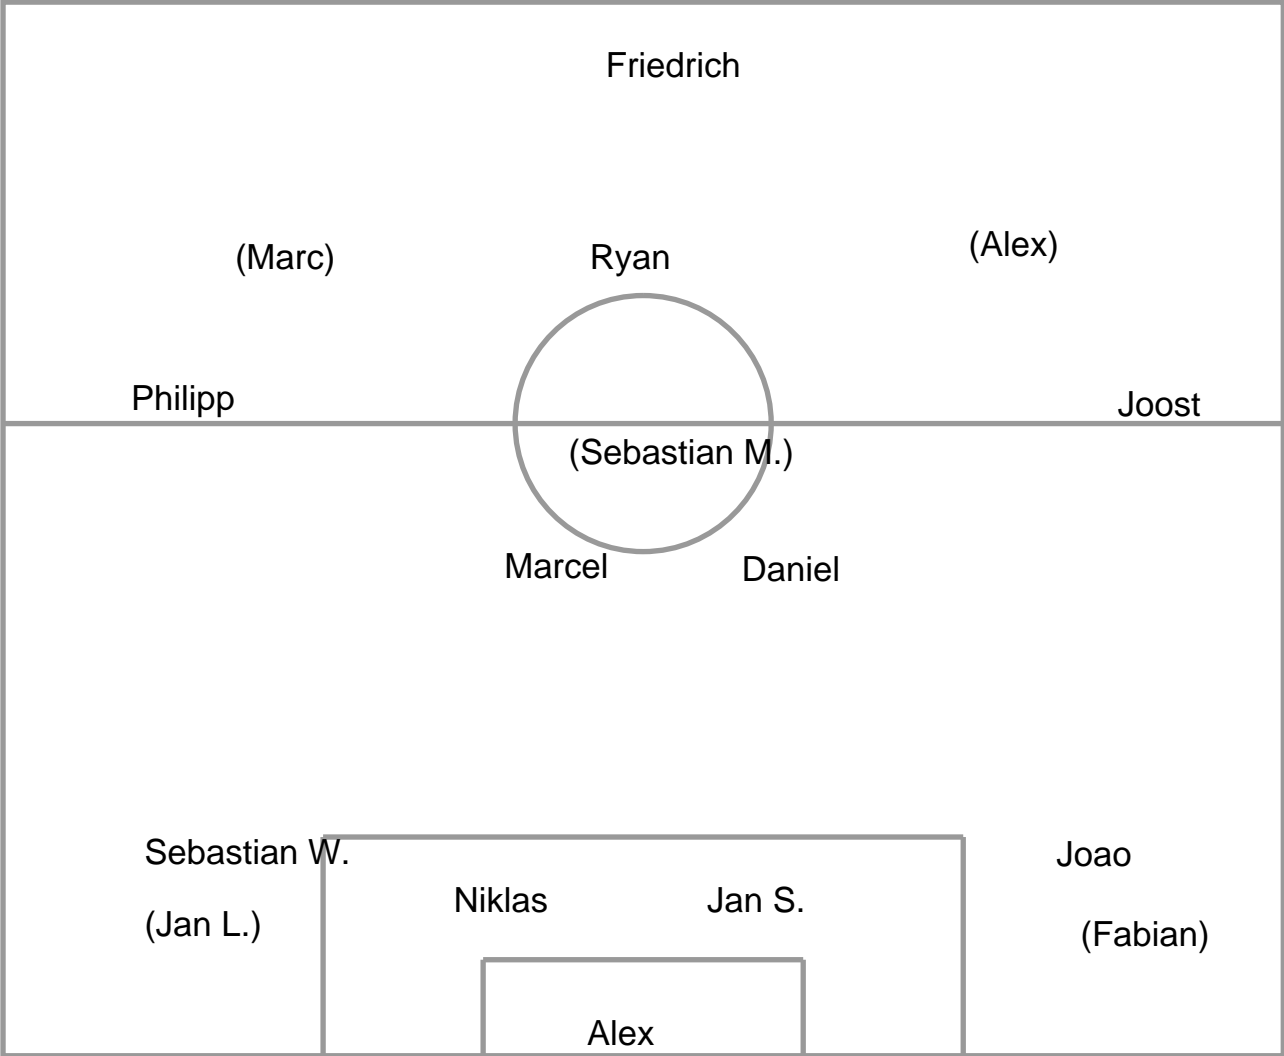 Friedrich
(Marc) Ryan (Alex)
Philipp Joost
(Sebastian M.)
Marcel Daniel
Sebastian W. Joao
Niklas Jan S.
(Jan L.) (Fabian)
Alex